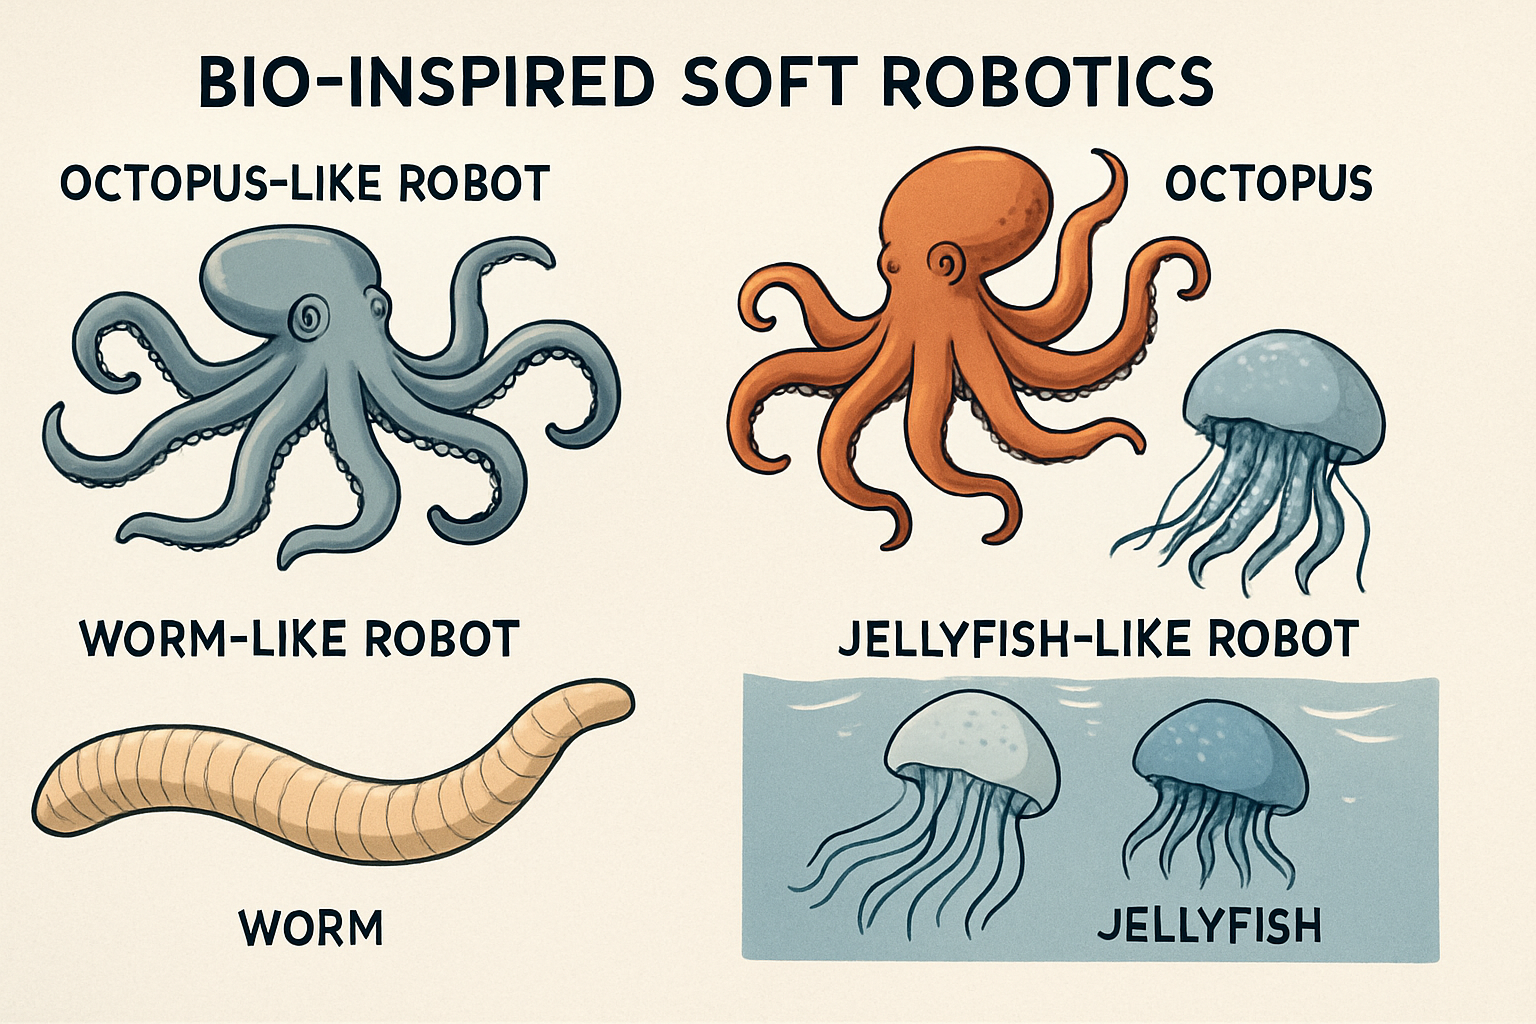 BIO-INSPIRED SOFT ROBOTICS
OCTOPUS-LIKE ROBOT
OCTOPUS
WORM-LIKE ROBOT
JELLYFISH-LIKE ROBOT
WORM
JELLYFISH